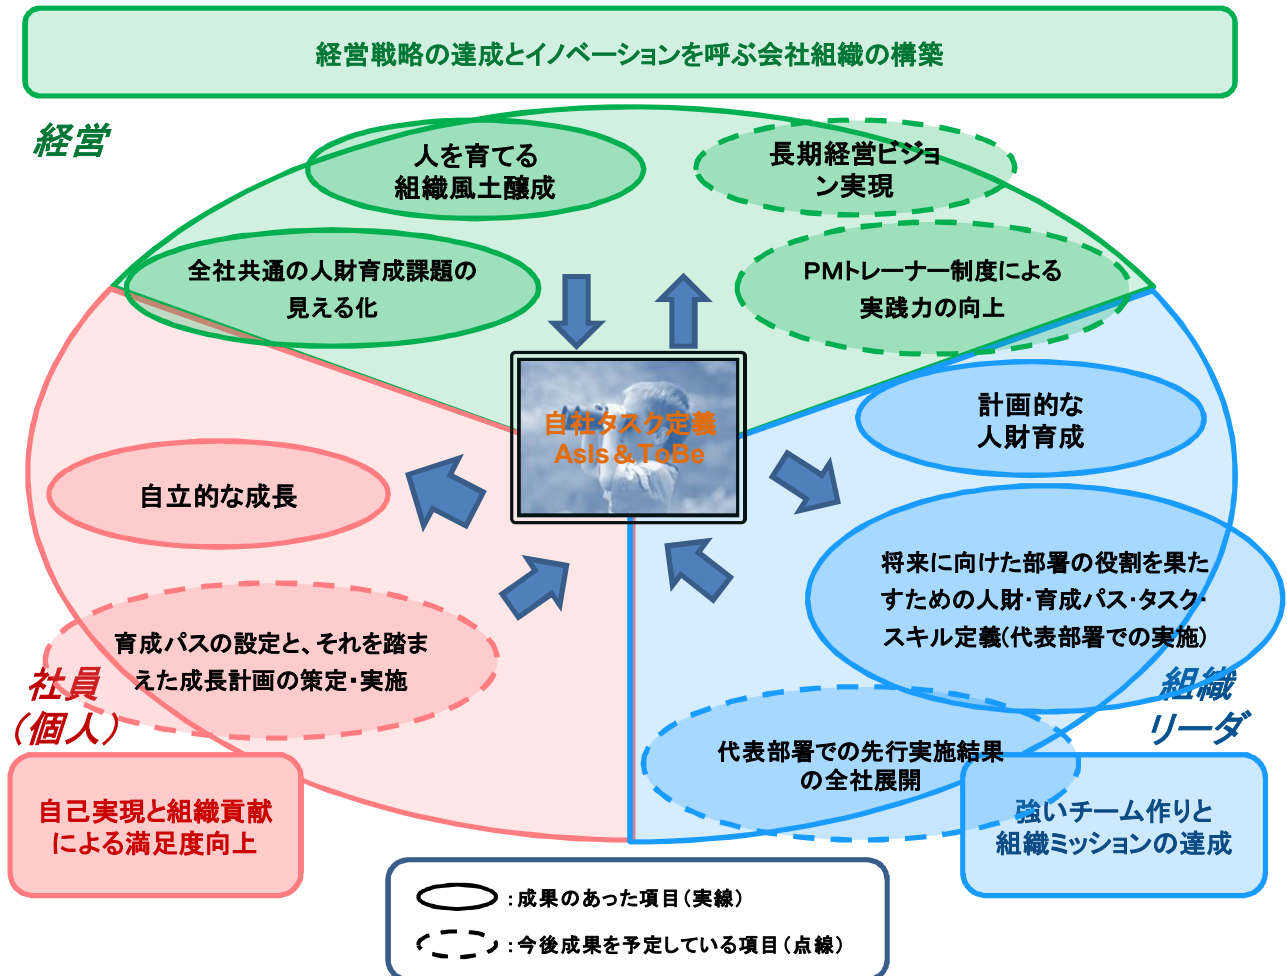 経営戦略の達成とイノベーションを呼ぶ会社組織の構築
経営
人を育てる
組織風土醸成
長期経営ビジョ
ン実現
全社共通の人財育成課題の
見える化
PMトレーナー制度による
実践力の向上
自社タスク定義
AsIs＆ToBe
計画的な
人財育成
自立的な成長
将来に向けた部署の役割を果た
すための人財・育成パス・タスク・
スキル定義(代表部署での実施)
育成パスの設定と、それを踏ま
えた成長計画の策定・実施
社員
（個人）
組織
リーダ
代表部署での先行実施結果
の全社展開
自己実現と組織貢献
による満足度向上
強いチーム作りと
組織ミッションの達成
：成果のあった項目（実線）
：今後成果を予定している項目（点線）